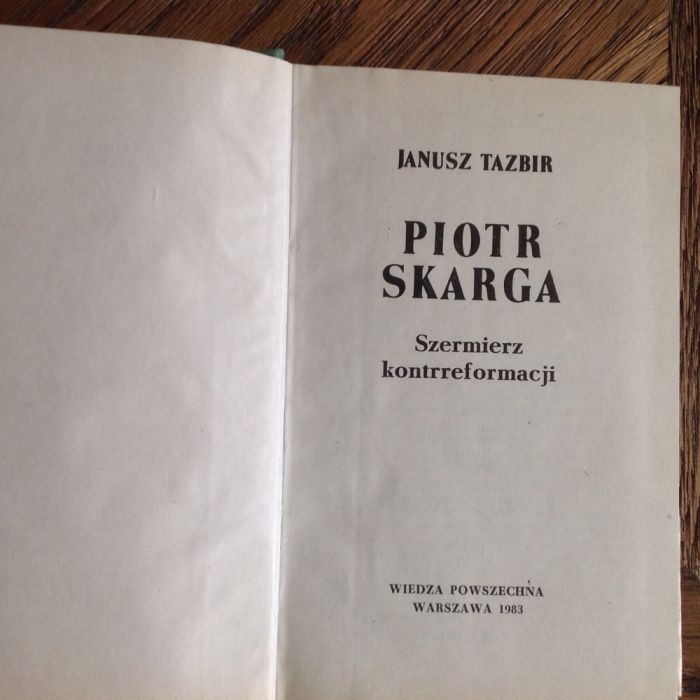 JANUSZ TAZBIR
PIOTR
SKARGA
Szermierz
kontrreformacji
WIEDZA POWSZECHNA
WARSZAWA 1983